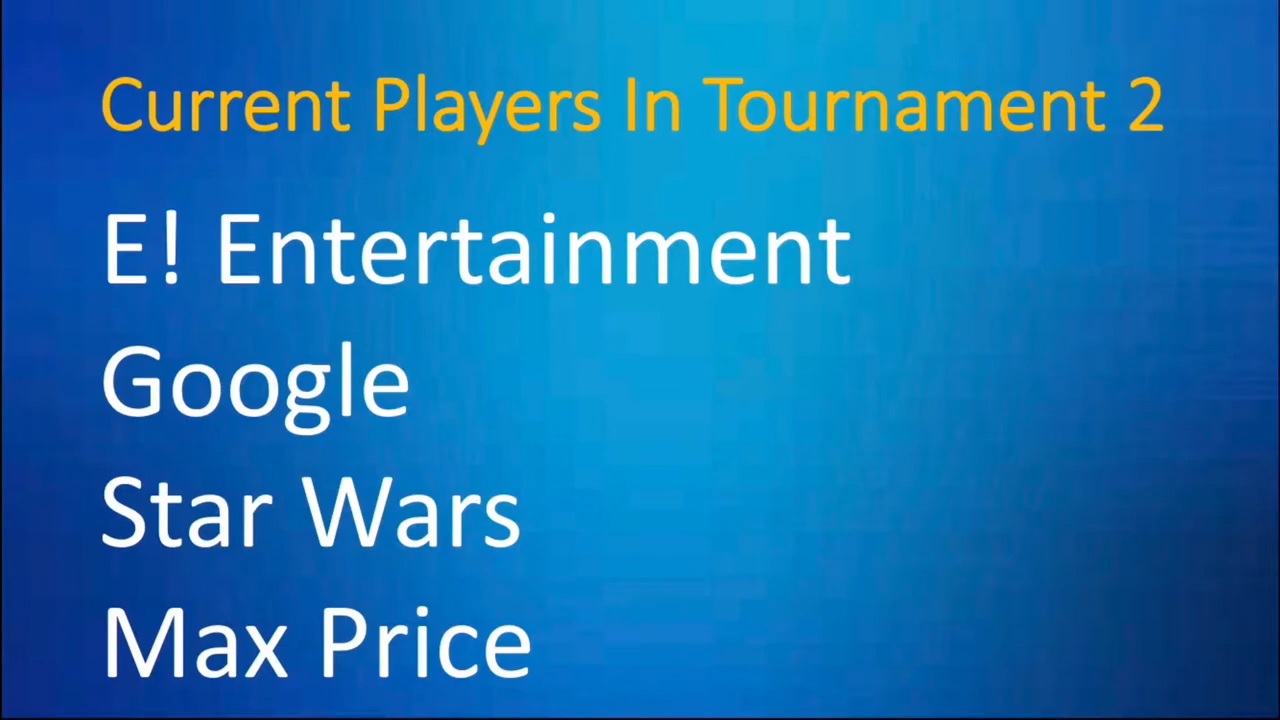 Current Players In Tournament 2
E! Entertainment
Google
Star Wars
Max Price